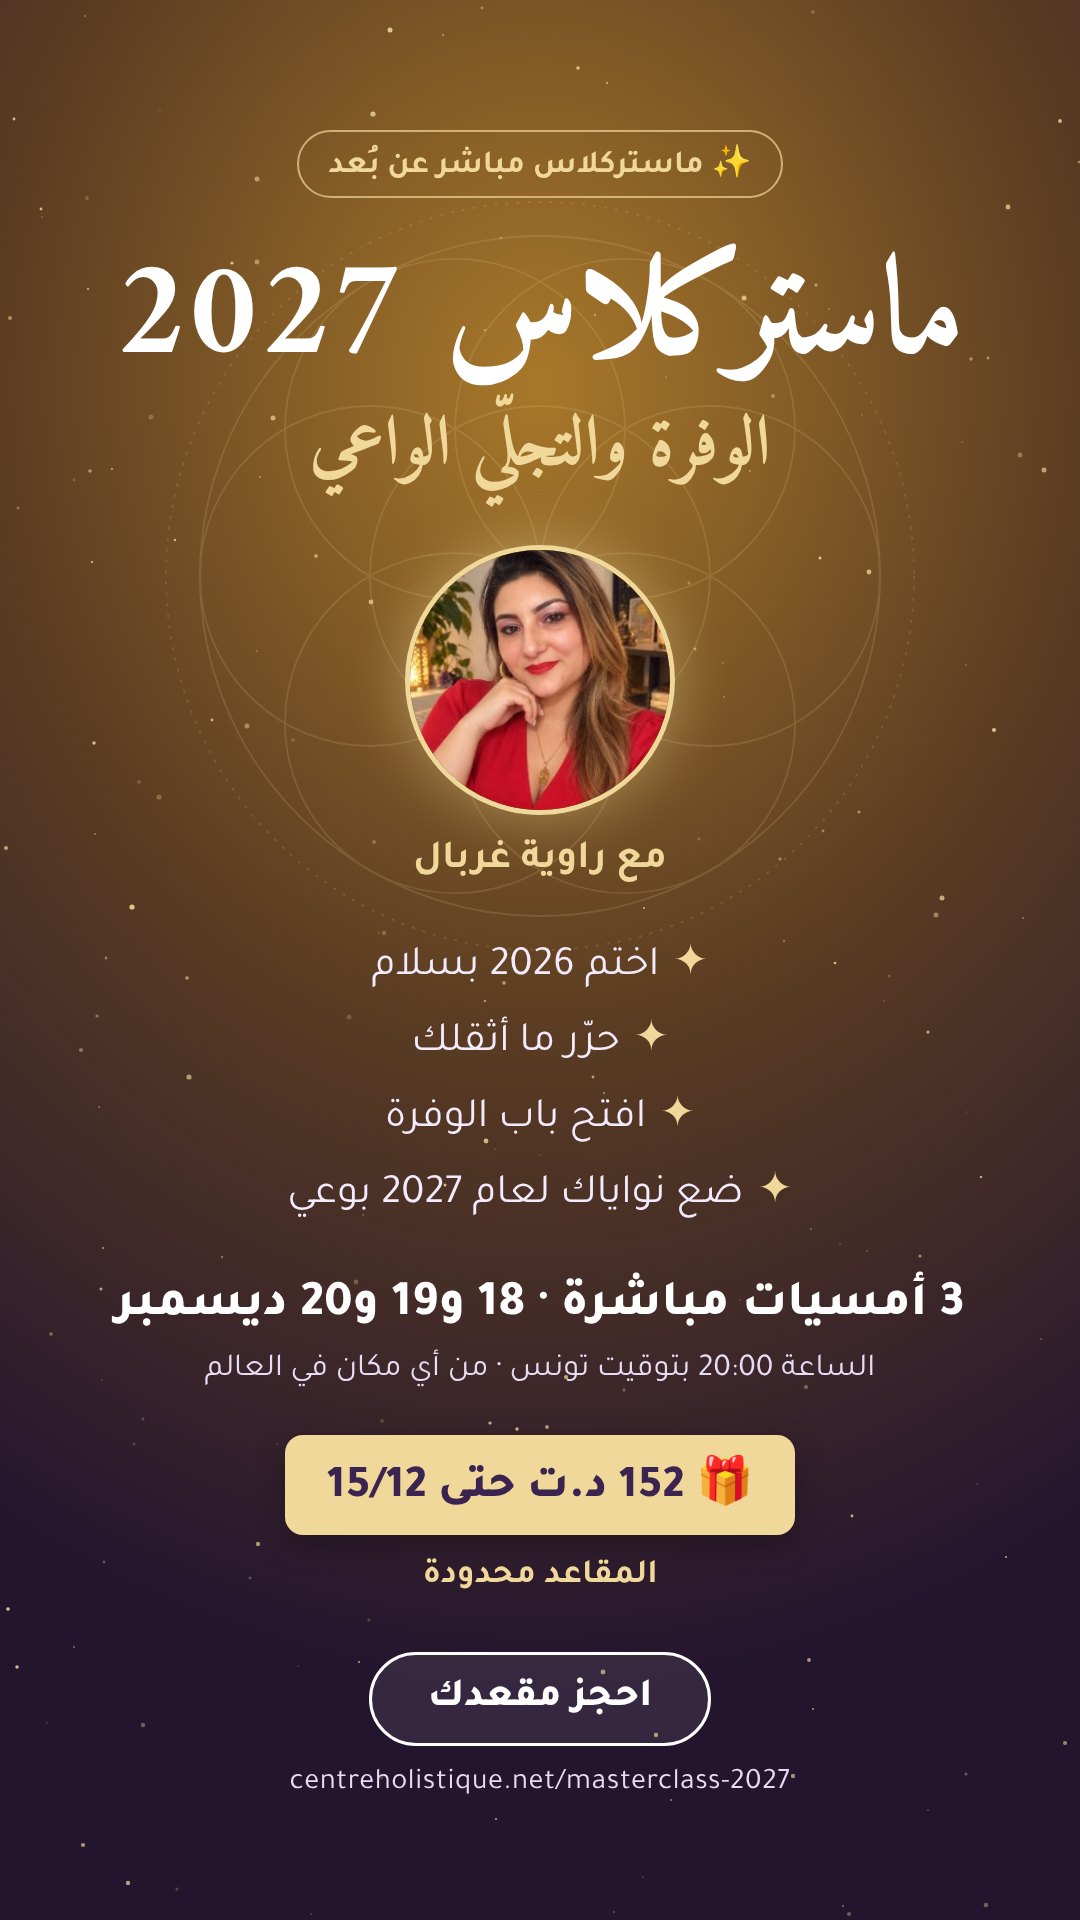 ✨ ماستركلاس مباشر عن بُعد
ماستركلاس 2027
الوفرة والتجلّي الواعي
مع راوية غربال
✦ اختم 2026 بسلام
✦ حرّر ما أثقلك
✦ افتح باب الوفرة
✦ ضع نواياك لعام 2027 بوعي
3 أمسيات مباشرة · 18 و19 و20 ديسمبر
الساعة 20:00 بتوقيت تونس · من أي مكان في العالم
🎁 152 د.ت حتى 15/12
المقاعد محدودة
احجز مقعدك
centreholistique.net/masterclass-2027